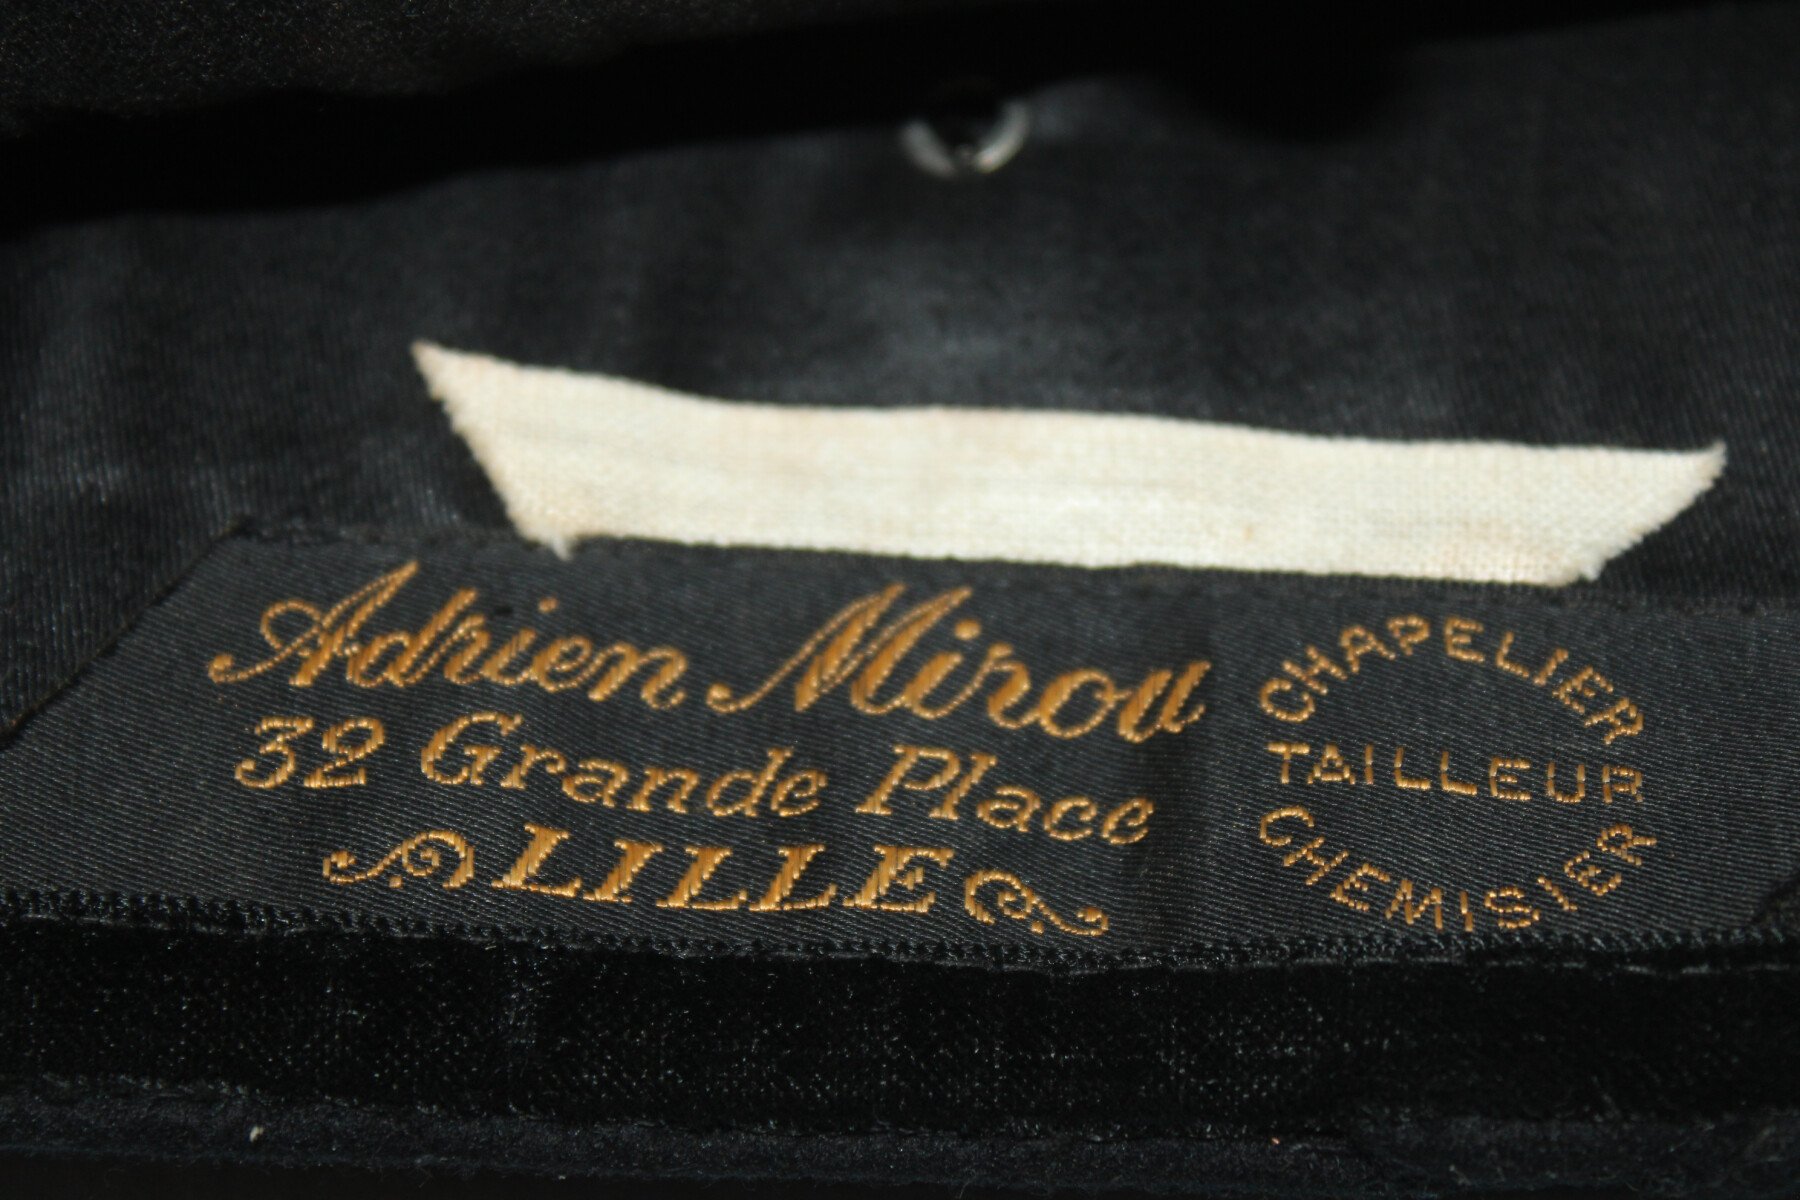 Adrien Mirou
32 Grande Place
LILLE
CHAPELIER
TAILLEUR
CHEMISIER